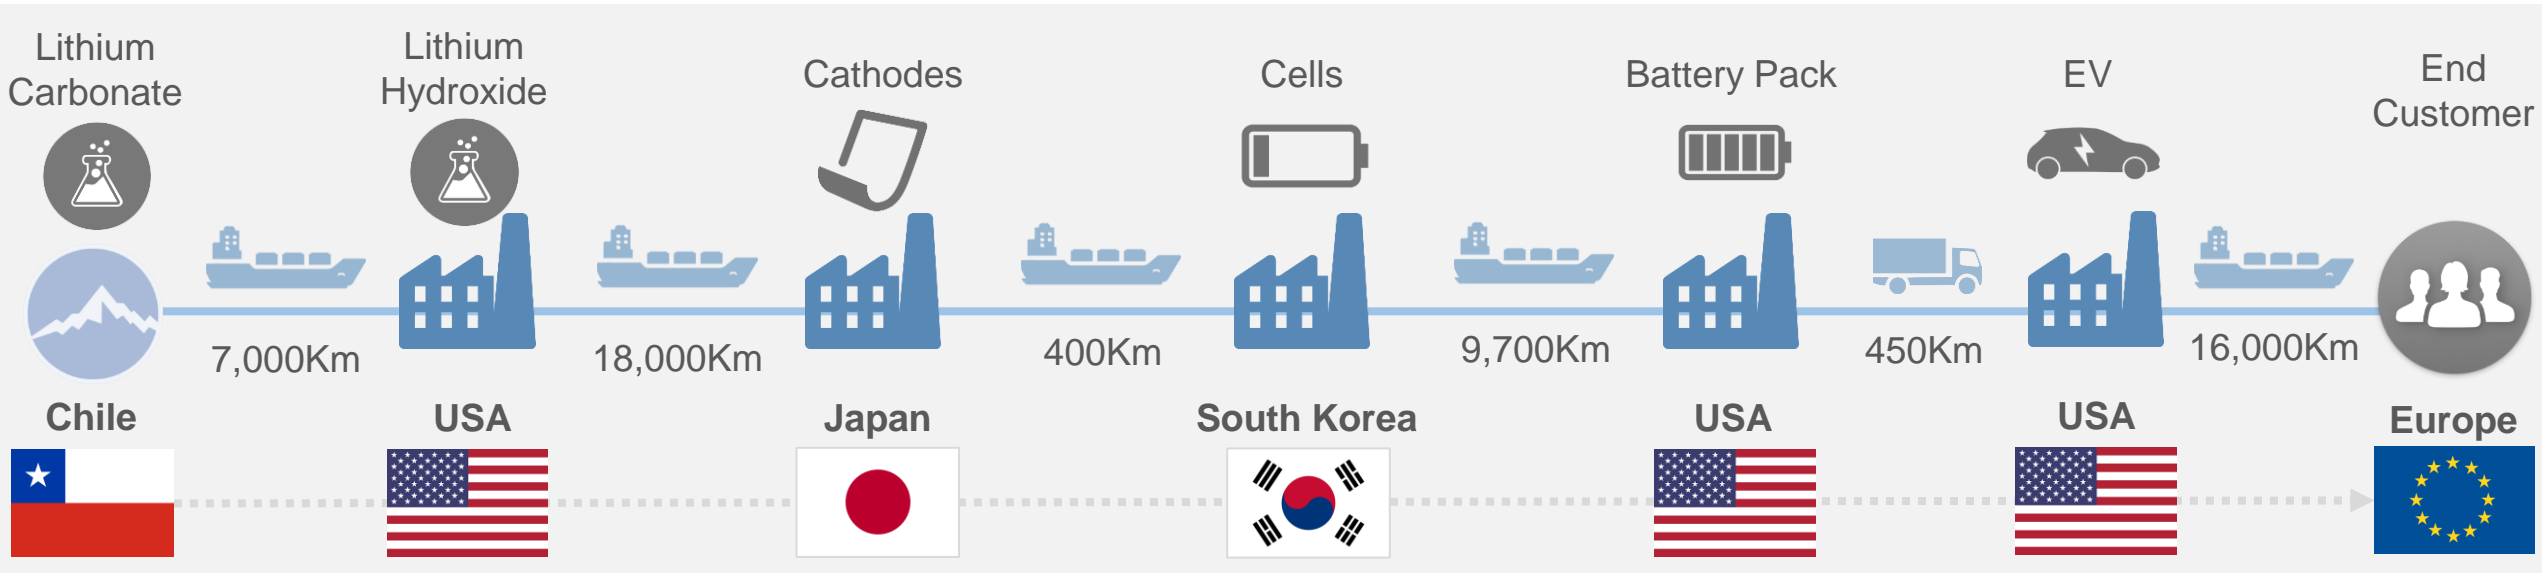 Lithium
Carbonate
Lithium
Hydroxide
Cathodes
Cells
Battery Pack
EV
End
Customer
7,000Km
18,000Km
400Km
9,700Km
450Km
16,000Km
Chile
USA
Japan
South Korea
USA
USA
Europe